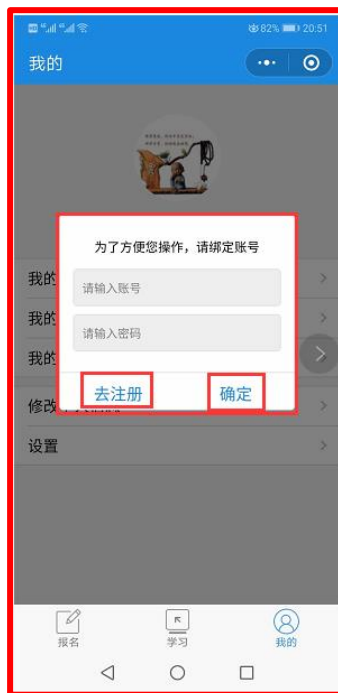 82% 20:51
我的
为了方便您操作，请绑定账号
请输入账号
请输入密码
去注册
确定
我的
我的
我的
修改
设置
报名
学习
我的